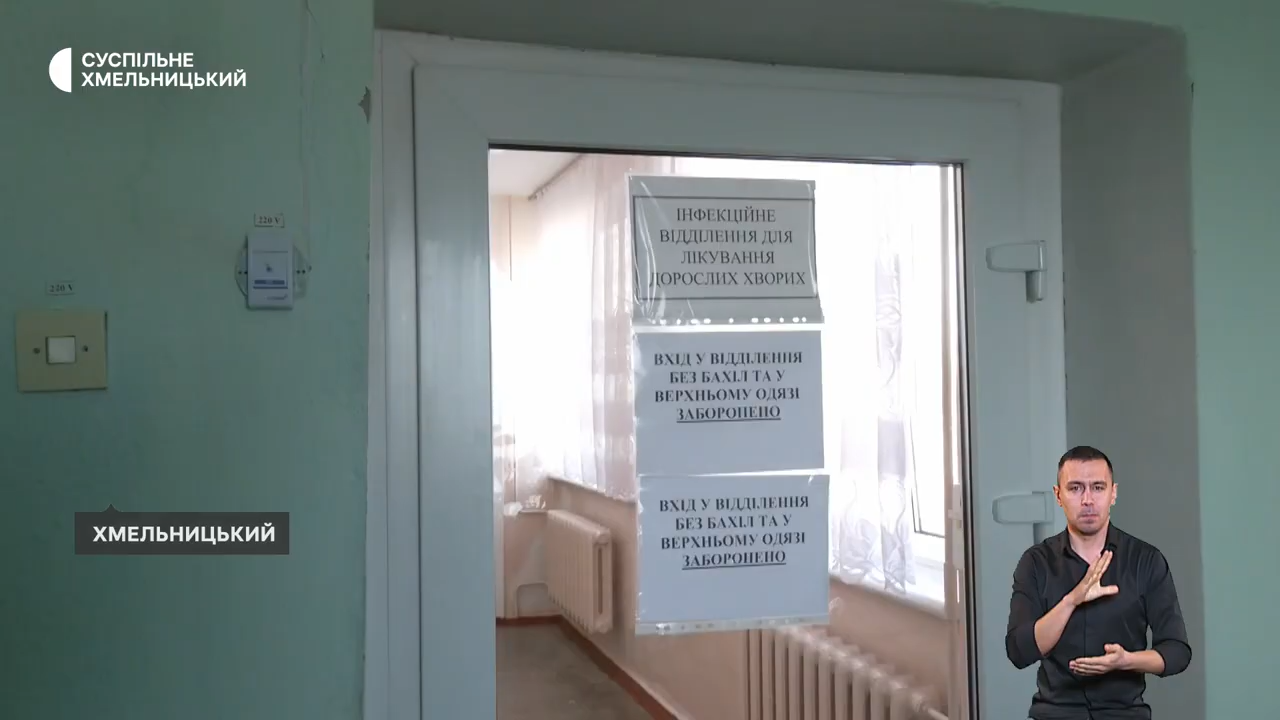 СУСПІЛЬНЕ
ХМЕЛЬНИЦЬКИЙ
220 V
220 V
ІНФЕКЦІЙНЕ
ВІДДІЛЕННЯ ДЛЯ
ЛІКУВАННЯ
ДОРОСЛИХ ХВОРИХ
ВХІД У ВІДДІЛЕННЯ
БЕЗ БАХІЛ ТА У
ВЕРХНЬОМУ ОДЯЗІ
ЗАБОРОНЕНО
ВХІД У ВІДДІЛЕННЯ
БЕЗ БАХІЛ ТА У
ВЕРХНЬОМУ ОДЯЗІ
ЗАБОРОНЕНО
ХМЕЛЬНИЦЬКИЙ